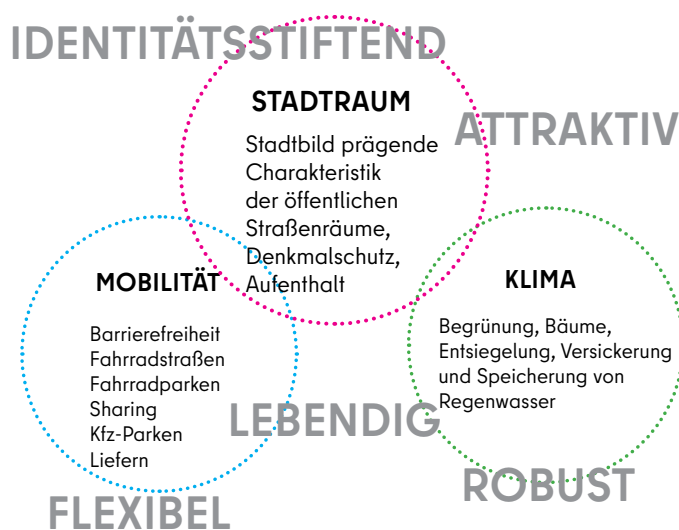 IDENTITÄTSSTIFTEND
STADTRAUM
ATTRAKTIV
Stadtbild prägende
Charakteristik
der öffentlichen
Straßenräume,
Denkmalschutz,
Aufenthalt
MOBILITÄT
Barrierefreiheit
Fahrradstraßen
Fahrradparken
Sharing
Kfz-Parken
Liefern
KLIMA
Begrünung, Bäume,
Entsiegelung, Versickerung
und Speicherung von
Regenwasser
LEBENDIG
ROBUST
FLEXIBEL